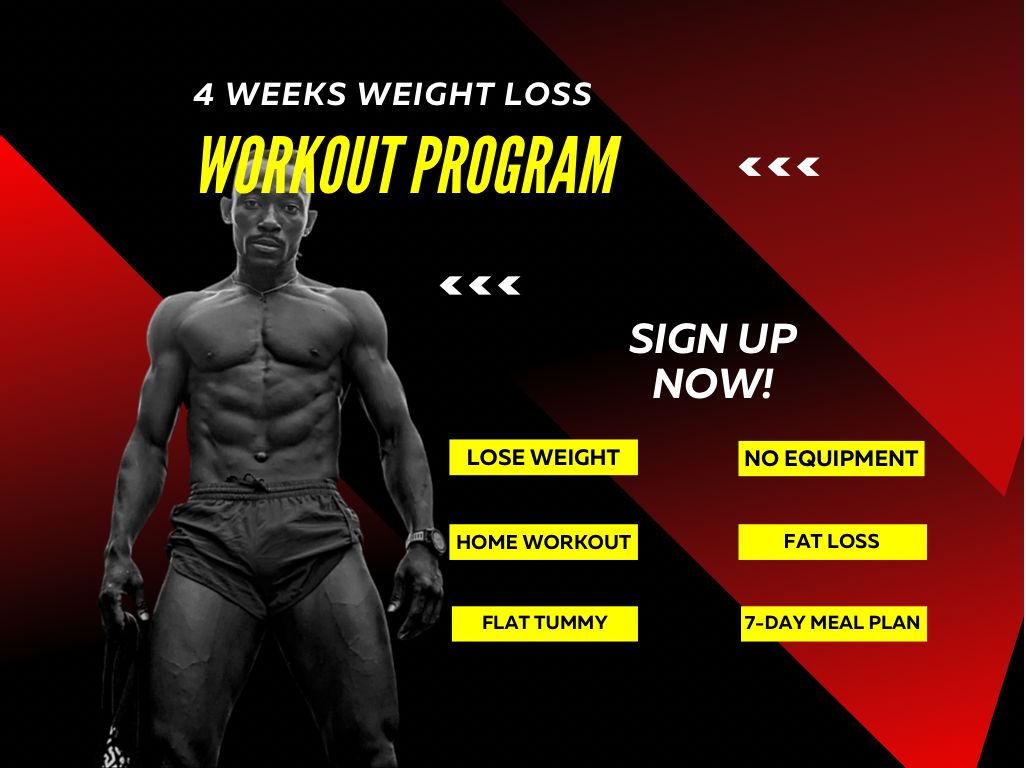 4 WEEKS WEIGHT LOSS
WORKOUT PROGRAM
SIGN UP
NOW!
LOSE WEIGHT
NO EQUIPMENT
HOME WORKOUT
FAT LOSS
FLAT TUMMY
7-DAY MEAL PLAN